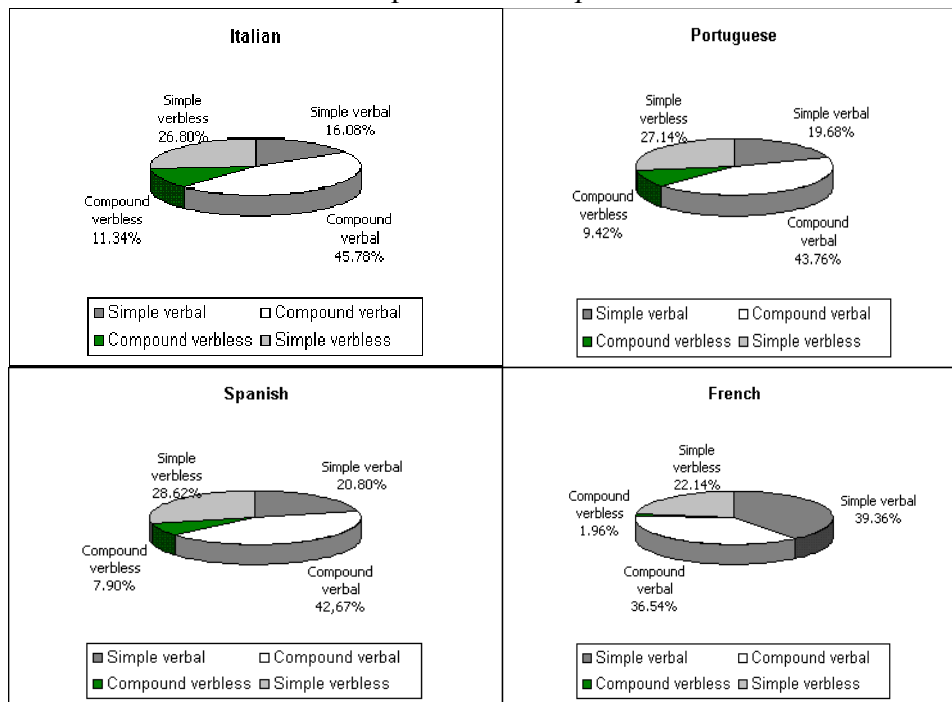 Italian
Simple
verbless
26.80%
Simple verbal
16.08%
Compound
verbless
11.34%
Compound
verbal
45.78%
Simple verbal Compound verbal
Compound verbless Simple verbless
Portuguese
Simple
verbless
27.14%
Simple verbal
19.68%
Compound
verbless
9.42%
Compound
verbal
43.76%
Simple verbal Compound verbal
Compound verbless Simple verbless
Spanish
Simple
verbless
28.62%
Simple verbal
20.80%
Compound
verbless
7.90%
Compound
verbal
42,67%
Simple verbal Compound verbal
Compound verbless Simple verbless
French
Simple
verbless
22.14%
Simple verbal
39.36%
Compound
verbless
1.96%
Compound
verbal
36.54%
Simple verbal Compound verbal
Compound verbless Simple verbless